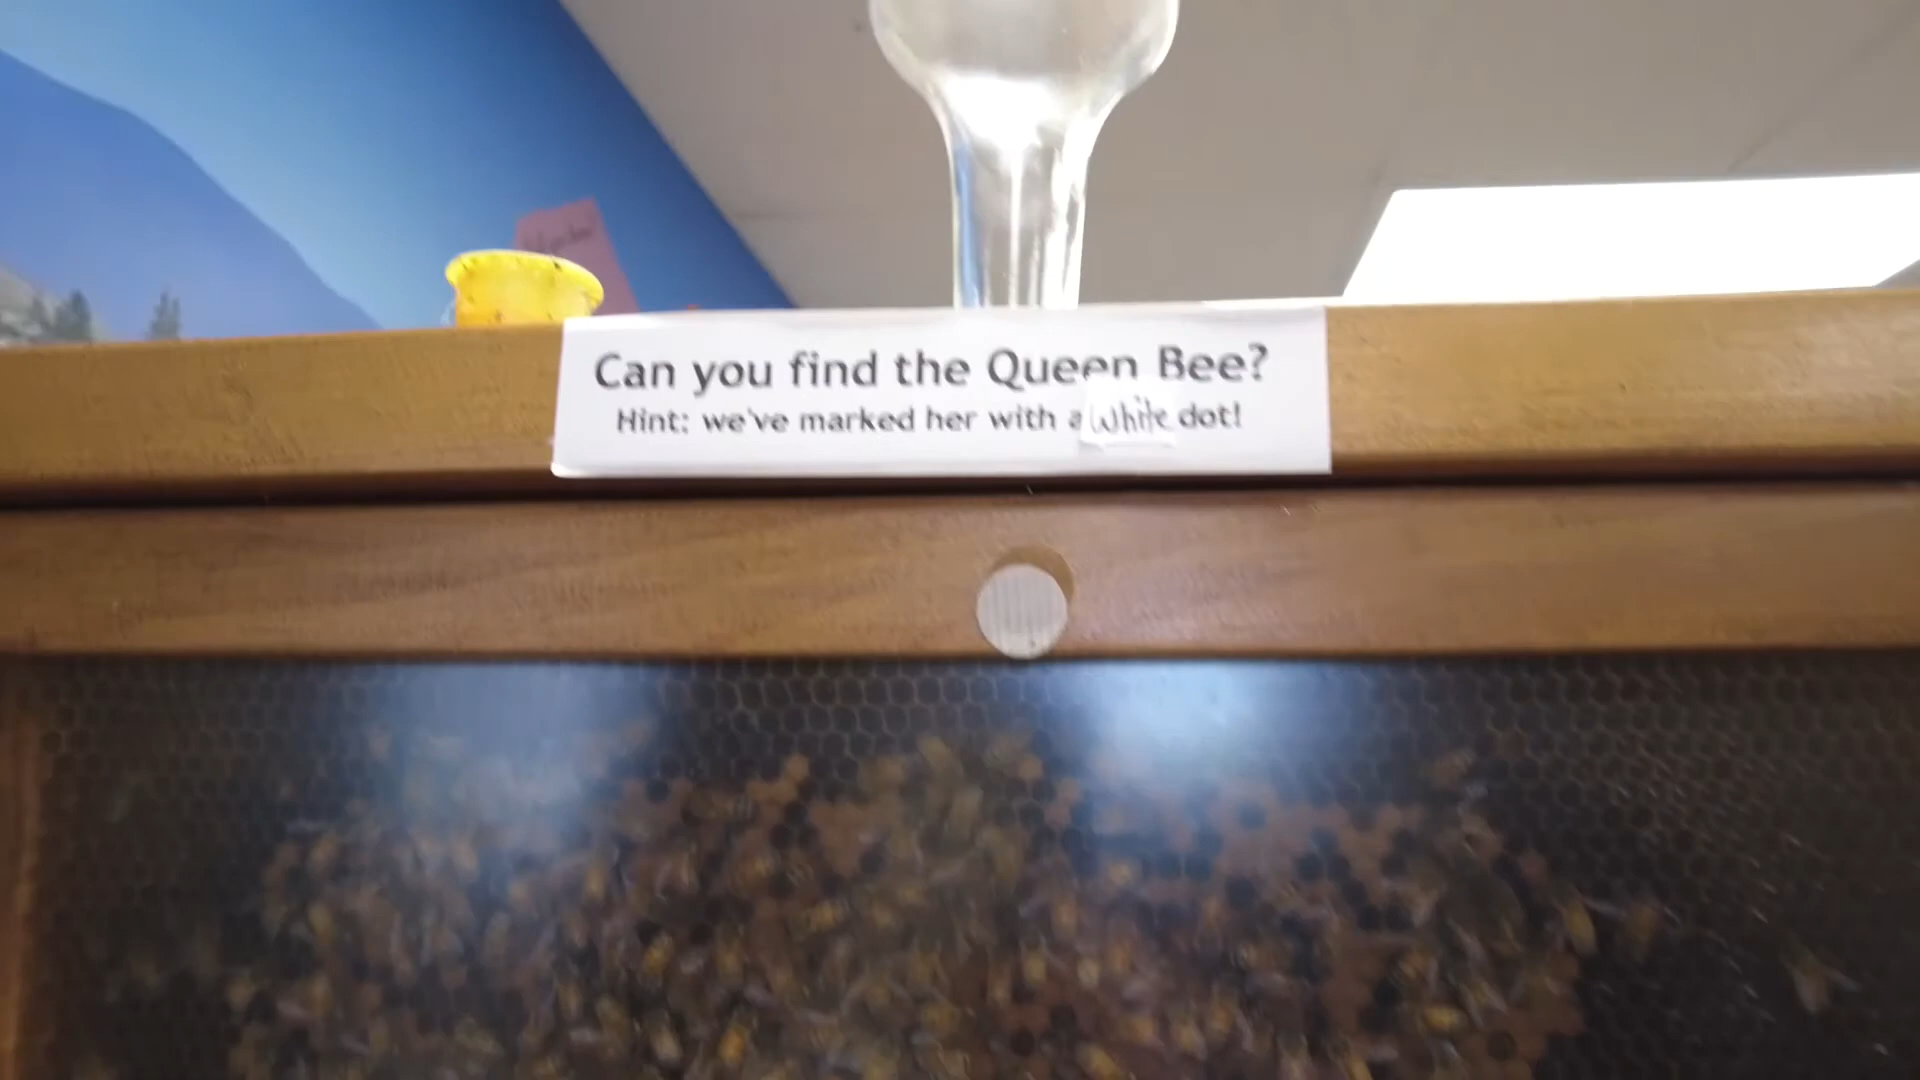 Can you find the Queen Bee?
Hint: we've marked her with a White dot!